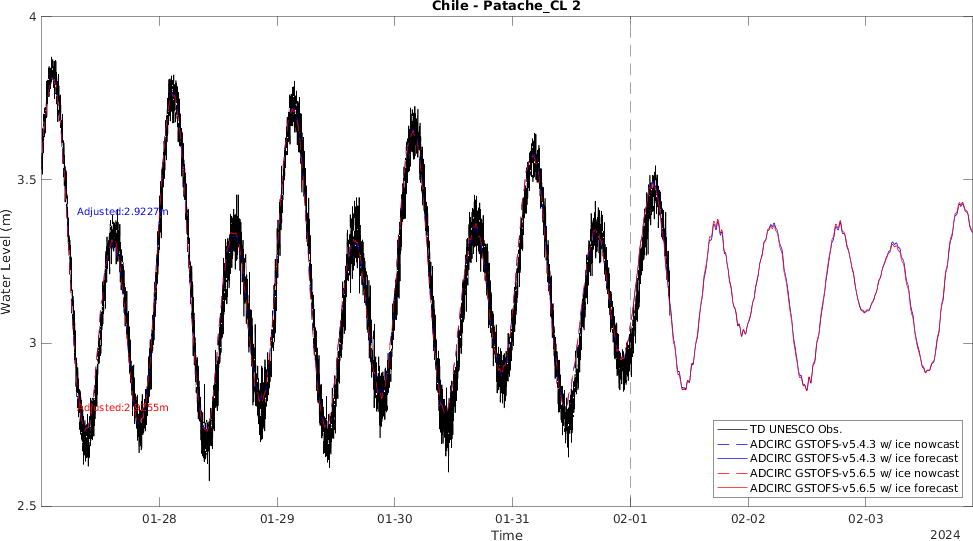 Chile - Patache_CL 2
4
3.5
3
2.5
Water Level (m)
Adjusted:2.9227m
01-28
01-29
01-30
01-31
02-01
02-02
02-03
Time
2024
TD UNESCO Obs.
ADCIRC GSTOFS-v5.4.3 w/ ice nowcast
ADCIRC GSTOFS-v5.4.3 w/ ice forecast
ADCIRC GSTOFS-v5.6.5 w/ ice nowcast
ADCIRC GSTOFS-v5.6.5 w/ ice forecast